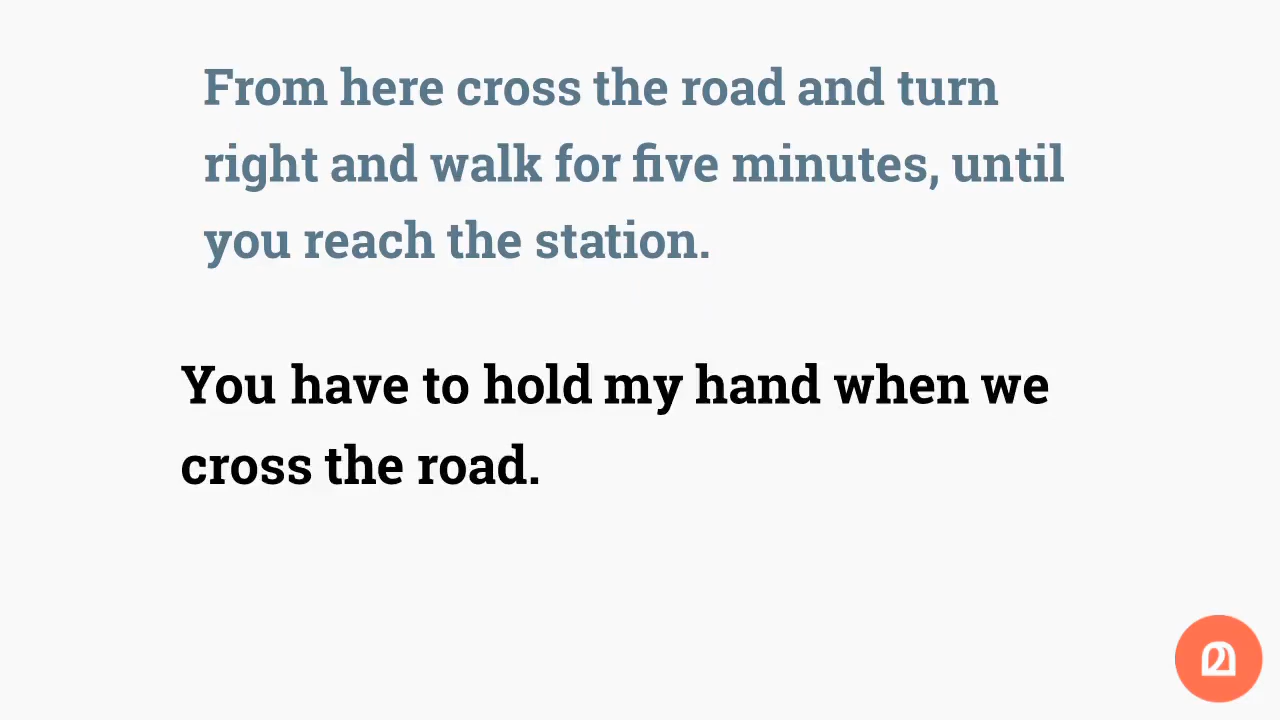 From here cross the road and turn
right and walk for five minutes, until
you reach the station.
You have to hold my hand when we
cross the road.
മ